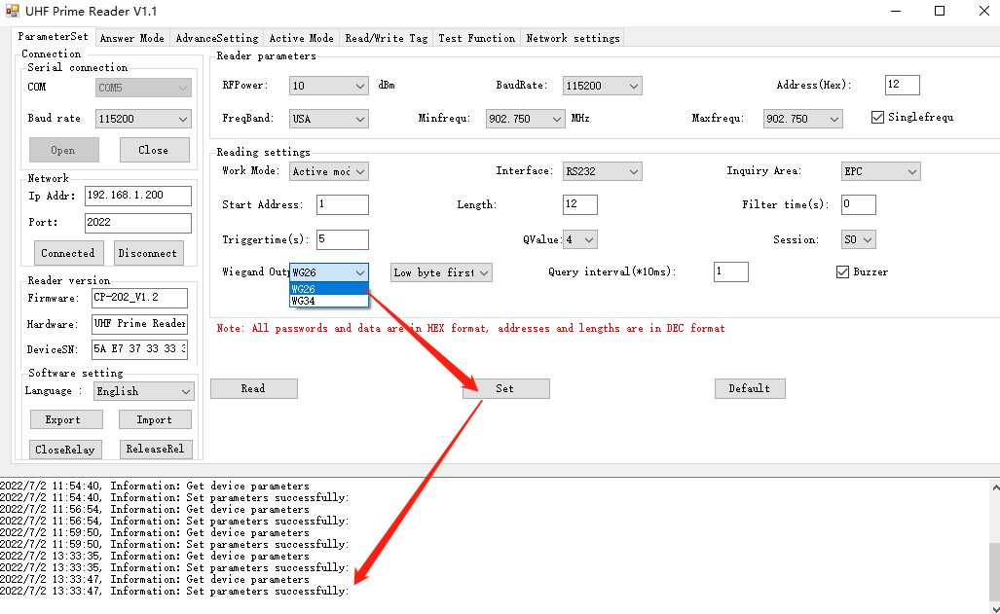 UHF Prime Reader V1.1
ParameterSet Answer Mode AdvanceSetting Active Mode Read/Write Tag Test Function Network settings
Connection
Serial connection
COM COM5
Baud rate 115200
Open Close
Network
Ip Addr: 192.168.1.200
Port: 2022
Connected Disconnect
Reader version
Firmware: CP-202_V1.2
Hardware: UHF Prime Reader
DeviceSN: 5A E7 37 33 33 3
Software setting
Language : English
Export Import
CloseRelay ReleaseRel
Reader parameters
RFPower: 10 dBm BaudRate: 115200 Address(Hex): 12
FreqBand: USA Minfrequ: 902.750 MHz Maxfrequ: 902.750 Singlefrequ
Reading settings
Work Mode: Active mod Interface: RS232 Inquiry Area: EPC
Start Address: 1 Length: 12 Filter time(s): 0
Triggertime(s): 5 QValue: 4 Session: S0
Wiegand Outp WG26 Low byte first Query interval(*10ms): 1 Buzzer
WG26
WG34
Note: All passwords and data are in HEX format, addresses and lengths are in DEC format
Read Set Default
2022/7/2 11:54:40, Information: Get device parameters
2022/7/2 11:54:40, Information: Set parameters successfully:
2022/7/2 11:56:54, Information: Get device parameters
2022/7/2 11:56:54, Information: Set parameters successfully:
2022/7/2 11:59:50, Information: Get device parameters
2022/7/2 11:59:50, Information: Set parameters successfully:
2022/7/2 13:33:35, Information: Get device parameters
2022/7/2 13:33:35, Information: Set parameters successfully:
2022/7/2 13:33:47, Information: Get device parameters
2022/7/2 13:33:47, Information: Set parameters successfully: